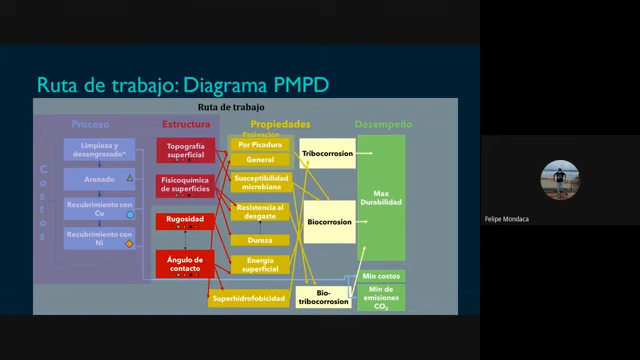 Ruta de trabajo: Diagrama PMPD
Ruta de trabajo
Proceso
Estructura
Propiedades
Desempeño
Costos
Limpieza y
desengrasado*
Arenado
Recubrimiento con
Cu
Recubrimiento con
Ni
Topografía
superficial
Fisicoquímica
de superficies
Rugosidad
Ángulo de
contacto
Pasivación
Por Picadura
General
Susceptibilidad
microbiana
Resistencia al
desgaste
Dureza
Energía
superficial
Superhidrofobicidad
Tribocorrosion
Biocorrosion
Bio-
tribocorrosion
Max
Durabilidad
Min costos
Min de
emisiones
CO₂
Felipe Mondaca